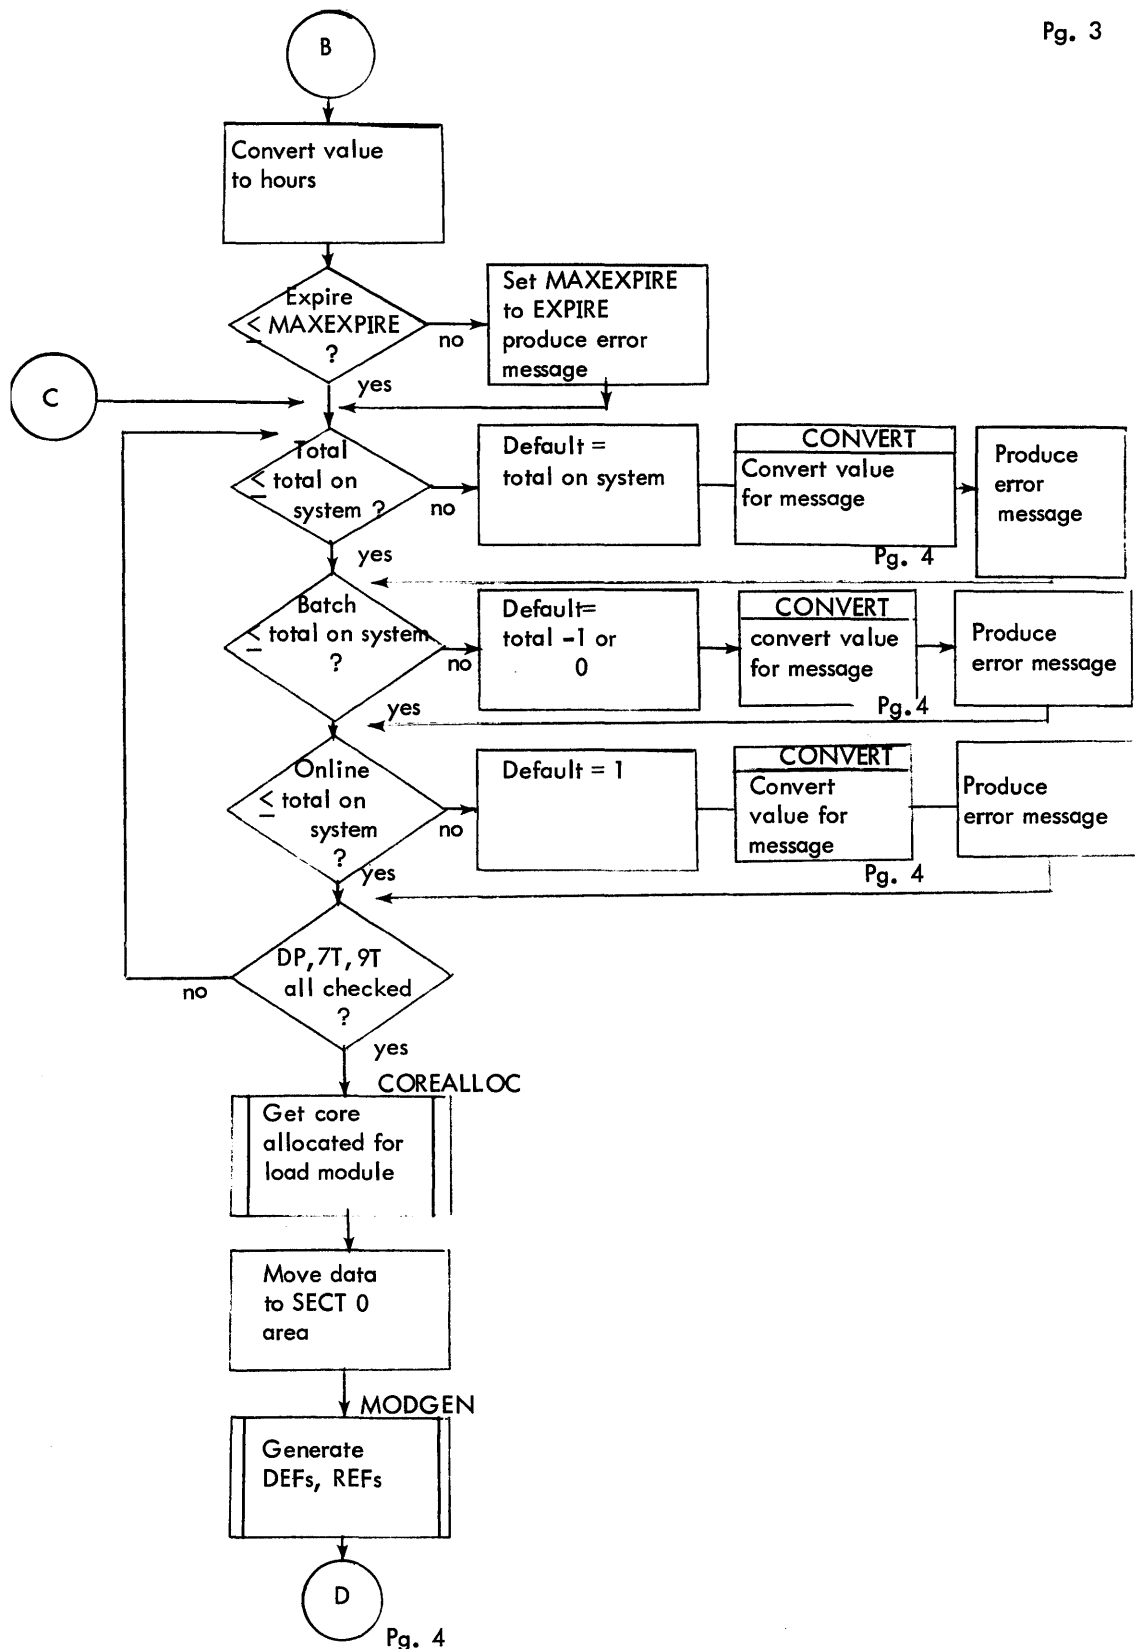 Pg. 3
B
Convert value
to hours
Expire
≤ MAXEXPIRE
?
no
Set MAXEXPIRE
to EXPIRE
produce error
message
yes
C
Total
≤ total on
system ?
no
Default =
total on system
CONVERT
Convert value
for message
Pg. 4
Produce
error
message
yes
Batch
≤ total on system
?
no
Default=
total -1 or
0
CONVERT
convert value
for message
Pg. 4
Produce
error message
yes
Online
≤ total on
system
?
no
Default = 1
CONVERT
Convert
value for
message
Pg. 4
Produce
error message
yes
DP, 7T, 9T
all checked
?
no
yes
COREALLOC
Get core
allocated for
load module
Move data
to SECT 0
area
MODGEN
Generate
DEFs, REFs
D
Pg. 4